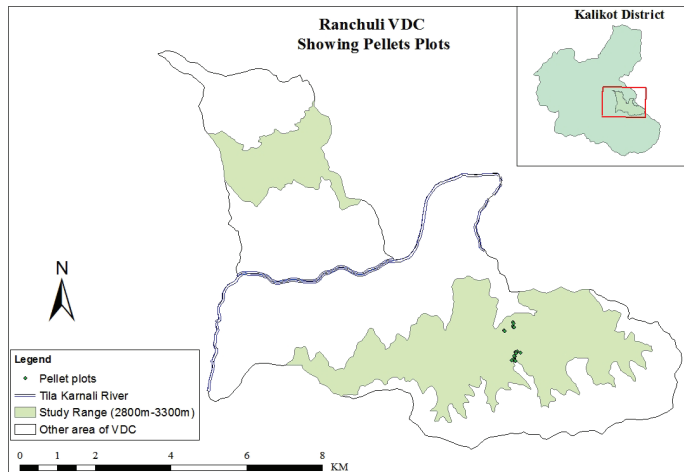 Ranchuli VDC
Showing Pellets Plots
Kalikot District
N
Legend
Pellet plots
Tila Karnali River
Study Range (2800m-3300m)
Other area of VDC
0 1 2 4 6 8
KM